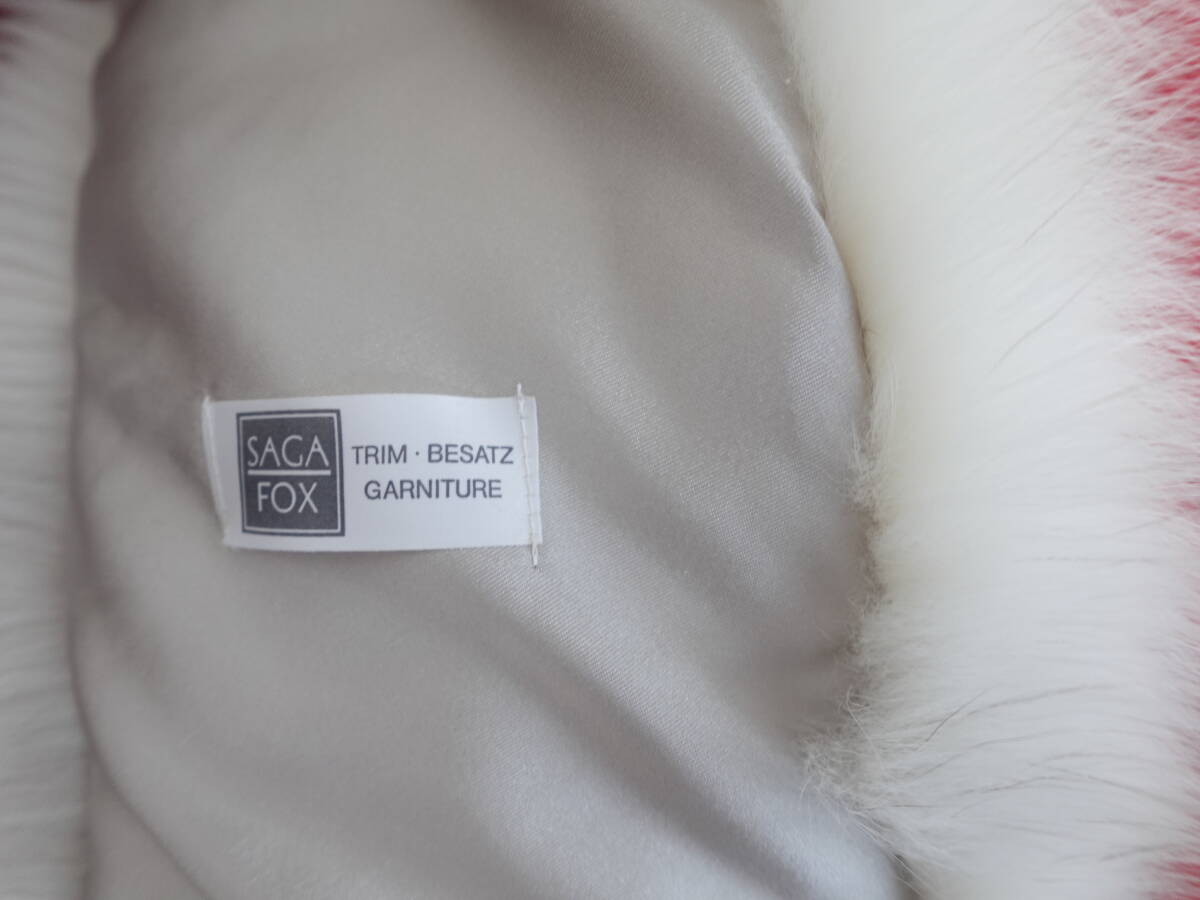 SAGA
FOX
TRIM · BESATZ
GARNITURE